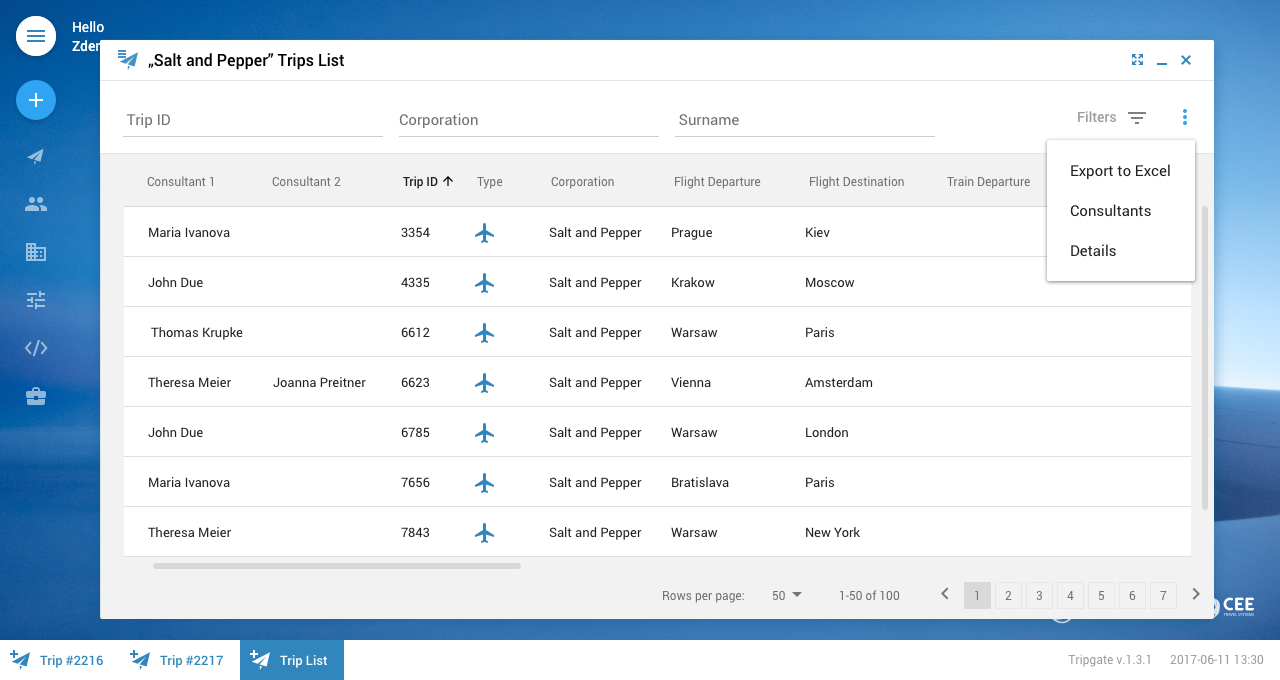 Hello
Zden
„Salt and Pepper” Trips List
Trip ID Corporation Surname Filters
Export to Excel
Consultants
Details
Consultant 1 Consultant 2 Trip ID Type Corporation Flight Departure Flight Destination Train Departure
Maria Ivanova 3354 Salt and Pepper Prague Kiev
John Due 4335 Salt and Pepper Krakow Moscow
Thomas Krupke 6612 Salt and Pepper Warsaw Paris
Theresa Meier Joanna Preitner 6623 Salt and Pepper Vienna Amsterdam
John Due 6785 Salt and Pepper Warsaw London
Maria Ivanova 7656 Salt and Pepper Bratislava Paris
Theresa Meier 7843 Salt and Pepper Warsaw New York
Rows per page: 50 1-50 of 100 1 2 3 4 5 6 7
CEE
TRAVEL SYSTEMS
Trip #2216 Trip #2217 Trip List Tripgate v.1.3.1 2017-06-11 13:30